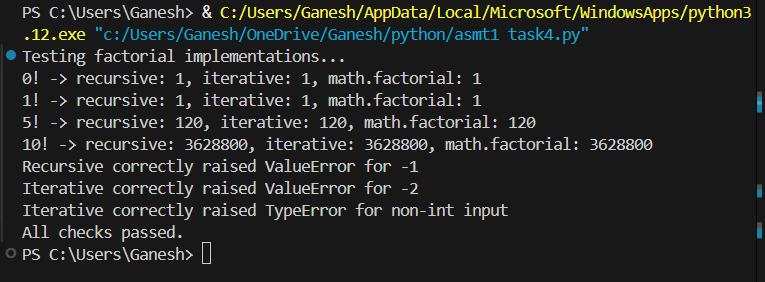 PS C:\Users\Ganesh> & C:/Users/Ganesh/AppData/Local/Microsoft/WindowsApps/python3
.12.exe "c:/Users/Ganesh/OneDrive/Ganesh/python/asmt1 task4.py"
Testing factorial implementations...
0! -> recursive: 1, iterative: 1, math.factorial: 1
1! -> recursive: 1, iterative: 1, math.factorial: 1
5! -> recursive: 120, iterative: 120, math.factorial: 120
10! -> recursive: 3628800, iterative: 3628800, math.factorial: 3628800
Recursive correctly raised ValueError for -1
Iterative correctly raised ValueError for -2
Iterative correctly raised TypeError for non-int input
All checks passed.
PS C:\Users\Ganesh>